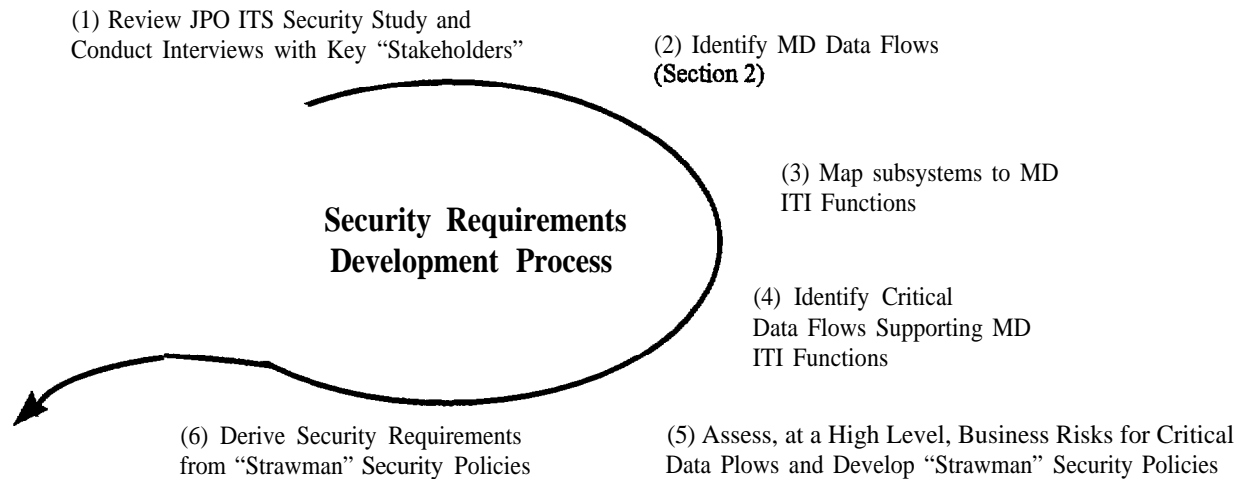 (1) Review JPO ITS Security Study and
Conduct Interviews with Key “Stakeholders”
(2) Identify MD Data Flows
(Section 2)
(3) Map subsystems to MD
ITI Functions
Security Requirements
Development Process
(4) Identify Critical
Data Flows Supporting MD
ITI Functions
(5) Assess, at a High Level, Business Risks for Critical
Data Plows and Develop “Strawman” Security Policies
(6) Derive Security Requirements
from “Strawman” Security Policies